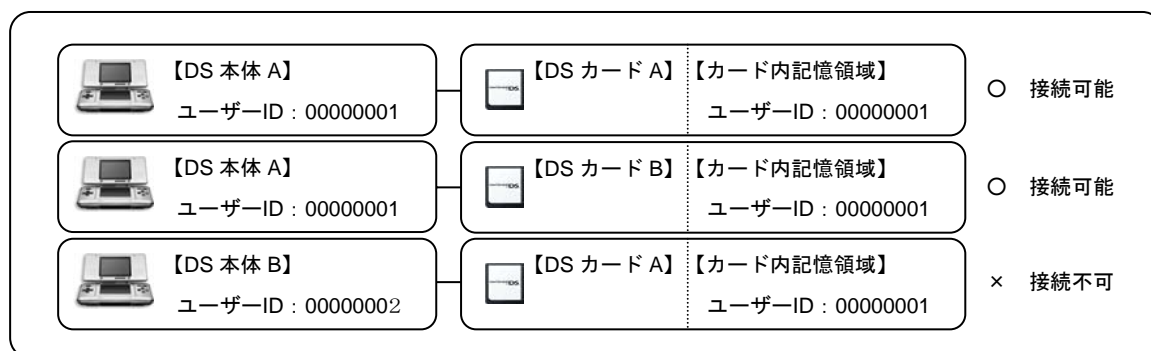 【DS 本体 A】
ユーザーID：00000001
【DS カード A】
【カード内記憶領域】
ユーザーID：00000001
○ 接続可能
【DS 本体 A】
ユーザーID：00000001
【DS カード B】
【カード内記憶領域】
ユーザーID：00000001
○ 接続可能
【DS 本体 B】
ユーザーID：00000002
【DS カード A】
【カード内記憶領域】
ユーザーID：00000001
× 接続不可